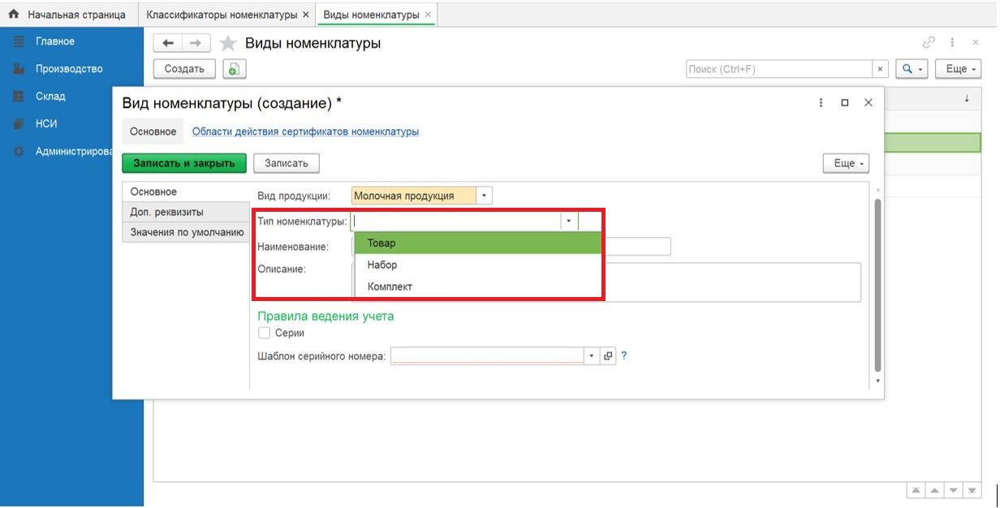 Начальная страница
Классификаторы номенклатуры ×
Виды номенклатуры ×
Главное
Производство
Склад
НСИ
Администрирова
Виды номенклатуры
Создать
Поиск (Ctrl+F)
×
Еще
Вид номенклатуры (создание) *
Основное
Области действия сертификатов номенклатуры
Записать и закрыть
Записать
Еще
Основное
Доп. реквизиты
Значения по умолчанию
Вид продукции: Молочная продукция
Тип номенклатуры:
Товар
Набор
Комплект
Наименование:
Описание:
Правила ведения учета
Серии
Шаблон серийного номера: ?